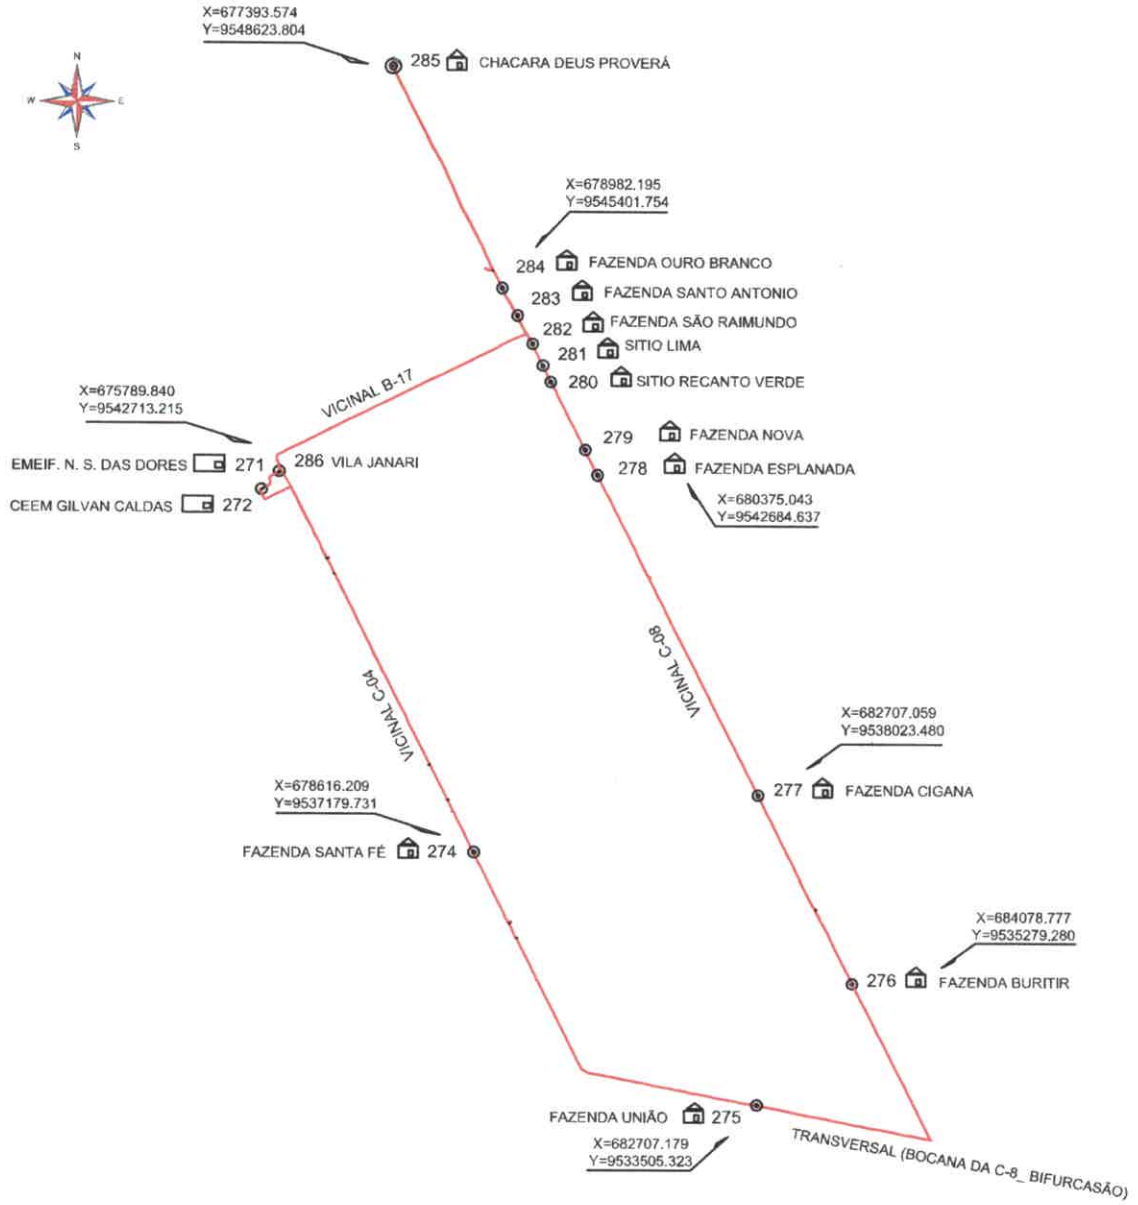 X=677393.574
Y=9548623.804
285 CHACARA DEUS PROVERÁ
N
W E
S
X=678982.195
Y=9545401.754
284 FAZENDA OURO BRANCO
283 FAZENDA SANTO ANTONIO
282 FAZENDA SÃO RAIMUNDO
281 SITIO LIMA
280 SITIO RECANTO VERDE
VICINAL B-17
X=675789.840
Y=9542713.215
279 FAZENDA NOVA
EMEIF. N. S. DAS DORES 271
286 VILA JANARI
278 FAZENDA ESPLANADA
CEEM GILVAN CALDAS 272
X=680375.043
Y=9542684.637
VICINAL C-08
VICINAL C-04
X=682707.059
Y=9538023.480
277 FAZENDA CIGANA
X=678616.209
Y=9537179.731
FAZENDA SANTA FÉ 274
X=684078.777
Y=9535279.280
276 FAZENDA BURITIR
FAZENDA UNIÃO 275
X=682707.179
Y=9533505.323
TRANSVERSAL (BOCANA DA C-8_ BIFURCASÃO)